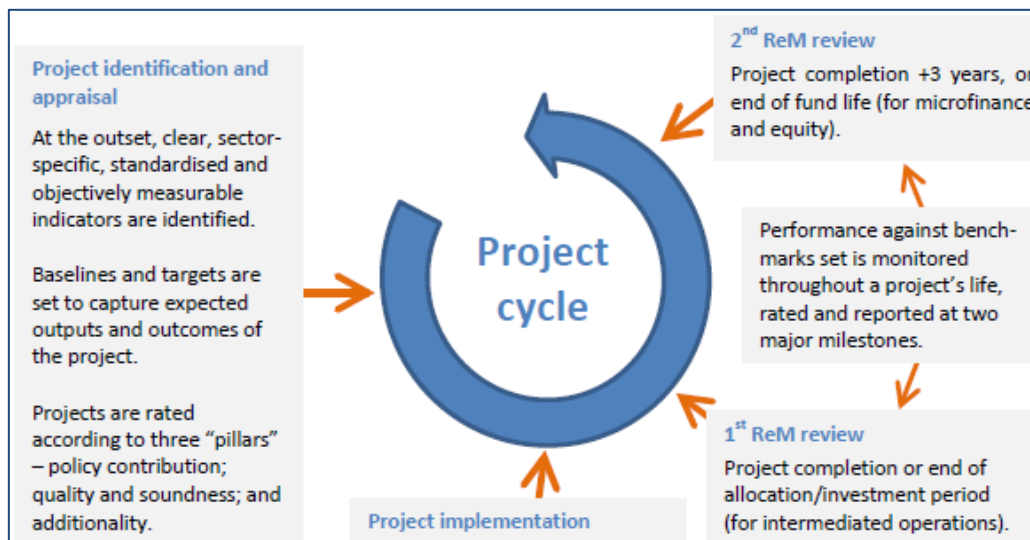 Project identification and
appraisal
At the outset, clear, sector-
specific, standardised and
objectively measurable
indicators are identified.
Baselines and targets are
set to capture expected
outputs and outcomes of
the project.
Projects are rated
according to three “pillars”
– policy contribution;
quality and soundness; and
additionality.
Project
cycle
Project implementation
1st ReM review
Project completion or end of
allocation/investment period
(for intermediated operations).
Performance against bench-
marks set is monitored
throughout a project’s life,
rated and reported at two
major milestones.
2nd ReM review
Project completion +3 years, or
end of fund life (for microfinance
and equity).